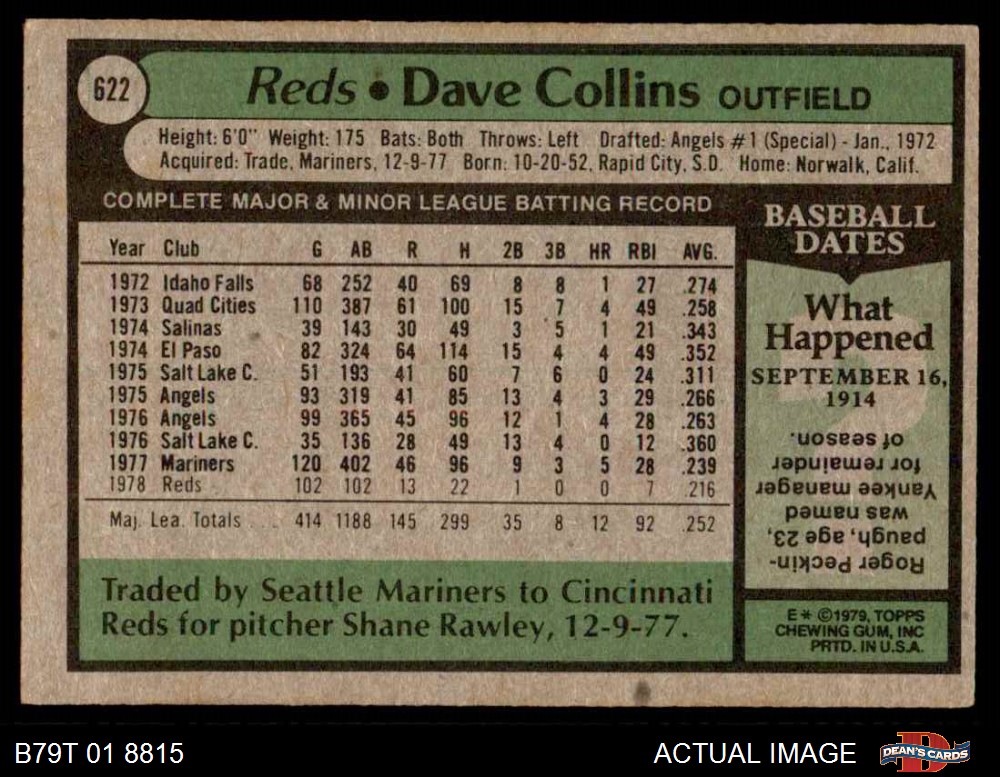 622
Reds • Dave Collins OUTFIELD
Height: 6'0" Weight: 175 Bats: Both Throws: Left Drafted: Angels #1 (Special) - Jan., 1972
Acquired: Trade, Mariners, 12-9-77 Born: 10-20-52, Rapid City, S.D. Home: Norwalk, Calif.
COMPLETE MAJOR & MINOR LEAGUE BATTING RECORD
Year Club G AB R H 2B 3B HR RBI AVG.
1972 Idaho Falls 68 252 40 69 8 8 1 27 .274
1973 Quad Cities 110 387 61 100 15 7 4 49 .258
1974 Salinas 39 143 30 49 3 5 1 21 .343
1974 El Paso 82 324 64 114 15 4 4 49 .352
1975 Salt Lake C. 51 193 41 60 7 6 0 24 .311
1975 Angels 93 319 41 85 13 4 3 29 .266
1976 Angels 99 365 45 96 12 1 4 28 .263
1976 Salt Lake C. 35 136 28 49 13 4 0 12 .360
1977 Mariners 120 402 46 96 9 3 5 28 .239
1978 Reds 102 102 13 22 1 0 0 7 .216
Maj. Lea. Totals . . . 414 1188 145 299 35 8 12 92 .252
Traded by Seattle Mariners to Cincinnati
Reds for pitcher Shane Rawley, 12-9-77.
BASEBALL
DATES
What
Happened
SEPTEMBER 16,
1914
Roger Peckin-
paugh, age 23,
was named
Yankee manager
for remainder
of season.
E* ©1979, TOPPS
CHEWING GUM, INC
PRTD. IN U.S.A.
B79T 01 8815
ACTUAL IMAGE
DEAN'S CARDS